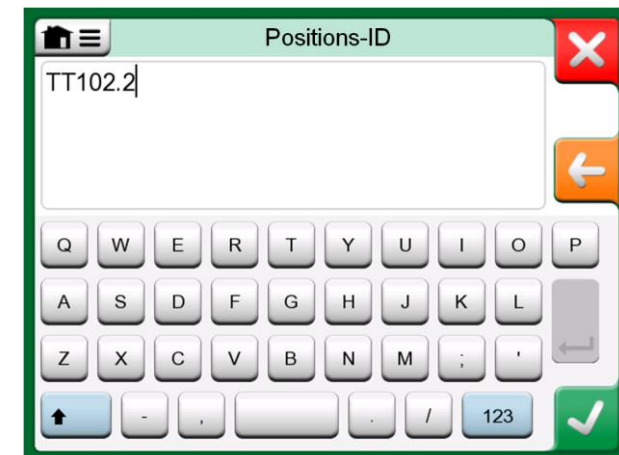 Positions-ID
TT102.2
Q W E R T Y U I O P
A S D F G H J K L
Z X C V B N M ; '
- , . / 123